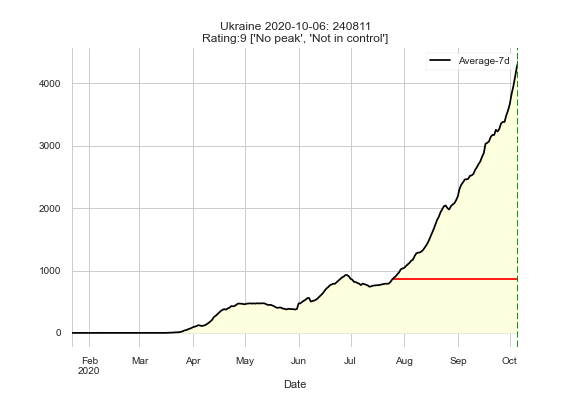 Ukraine 2020-10-06: 240811
Rating:9 ['No peak', 'Not in control']
Average-7d
4000
3000
2000
1000
0
Feb Mar Apr May Jun Jul Aug Sep Oct
2020
Date